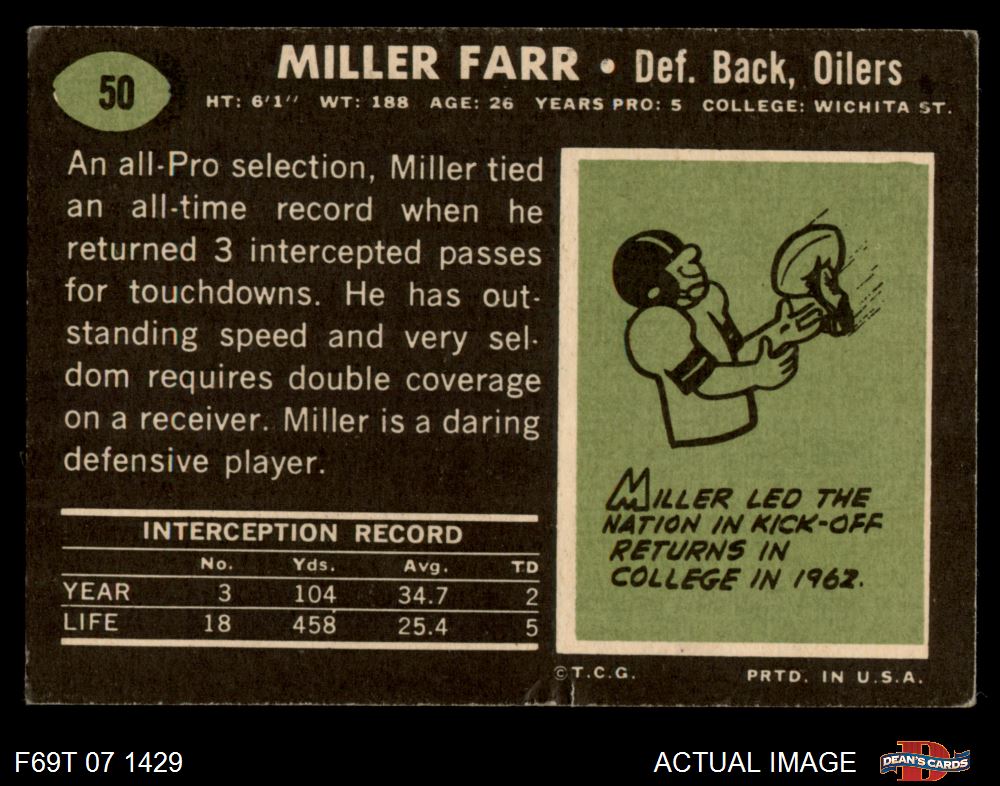 50
MILLER FARR • Def. Back, Oilers
HT: 6'1" WT: 188 AGE: 26 YEARS PRO: 5 COLLEGE: WICHITA ST.
An all-Pro selection, Miller tied
an all-time record when he
returned 3 intercepted passes
for touchdowns. He has out-
standing speed and very sel-
dom requires double coverage
on a receiver. Miller is a daring
defensive player.
INTERCEPTION RECORD
No. Yds. Avg. TD
YEAR 3 104 34.7 2
LIFE 18 458 25.4 5
MILLER LED THE
NATION IN KICK-OFF
RETURNS IN
COLLEGE IN 1962.
©T.C.G. PRTD. IN U.S.A.
F69T 07 1429 ACTUAL IMAGE
D
DEAN'S CARDS